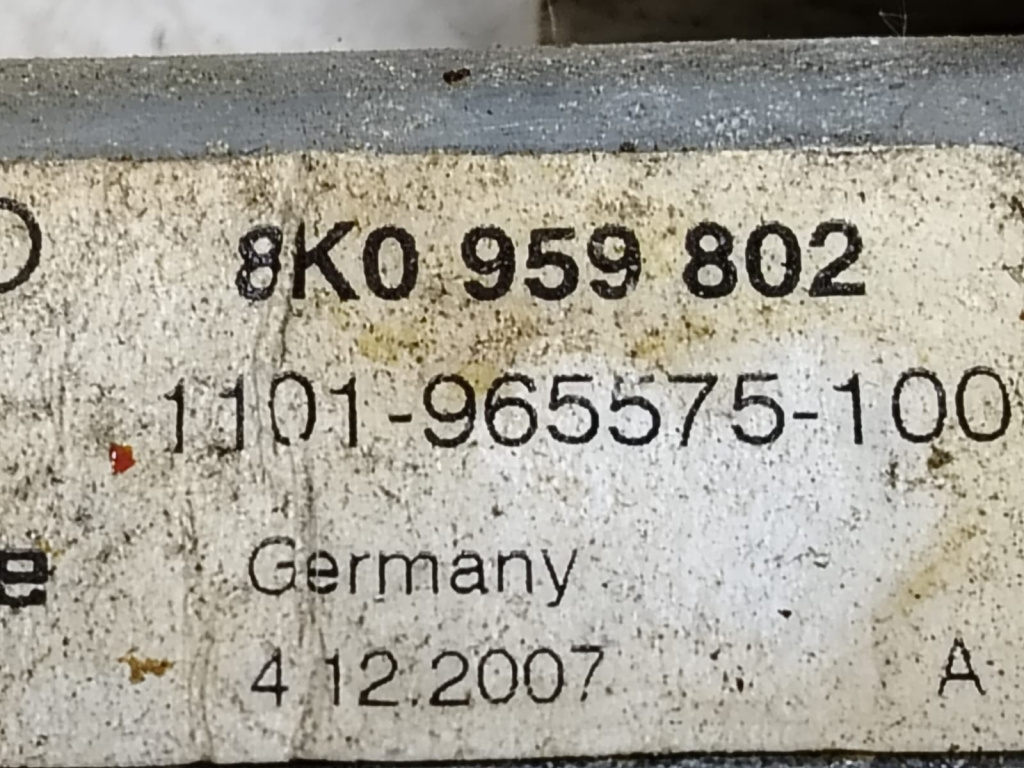 8K0 959 802
1101-965575-100
Germany
4 12.2007 A